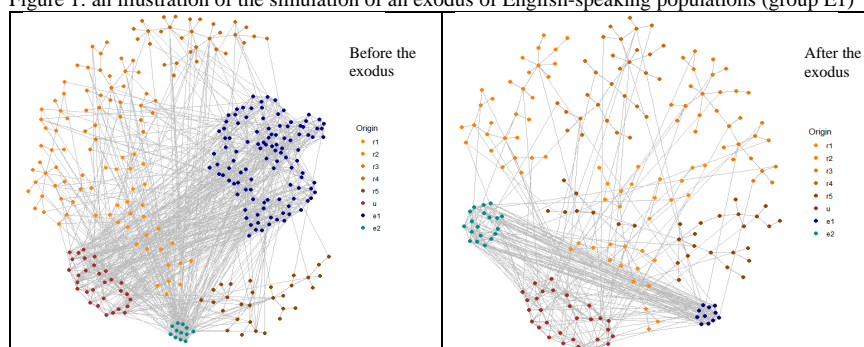 Figure 1: an illustration of the simulation of an exodus of English-speaking populations (group E1)
Before the
exodus
Origin
r1
r2
r3
r4
r5
u
e1
e2
After the
exodus
Origin
r1
r2
r3
r4
r5
u
e1
e2